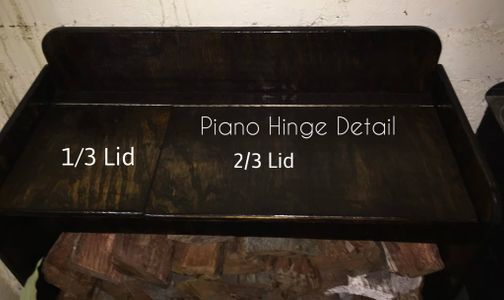 Piano Hinge Detail
1/3 Lid
2/3 Lid